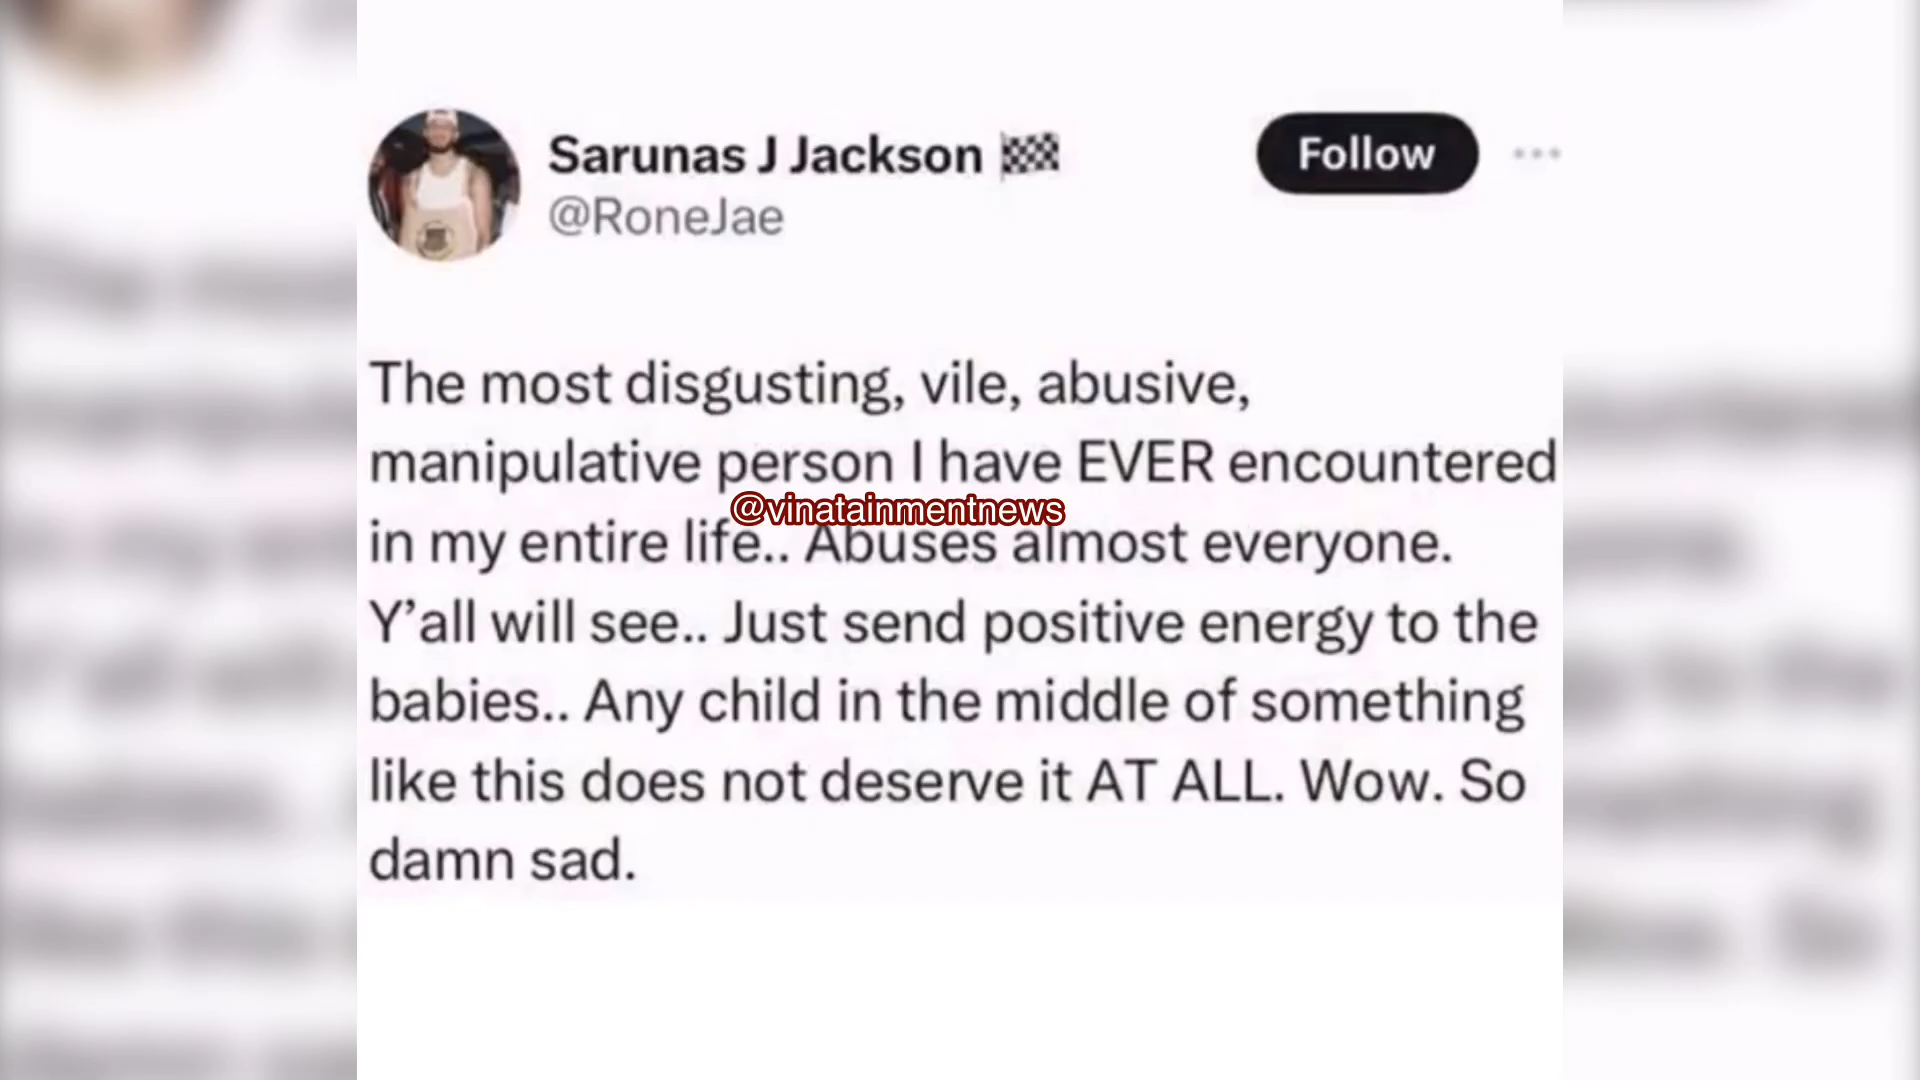 Sarunas J Jackson 🏁
@RoneJae
Follow
The most disgusting, vile, abusive,
manipulative person I have EVER encountered
@vinatainmentnews
in my entire life.. Abuses almost everyone.
Y’all will see.. Just send positive energy to the
babies.. Any child in the middle of something
like this does not deserve it AT ALL. Wow. So
damn sad.